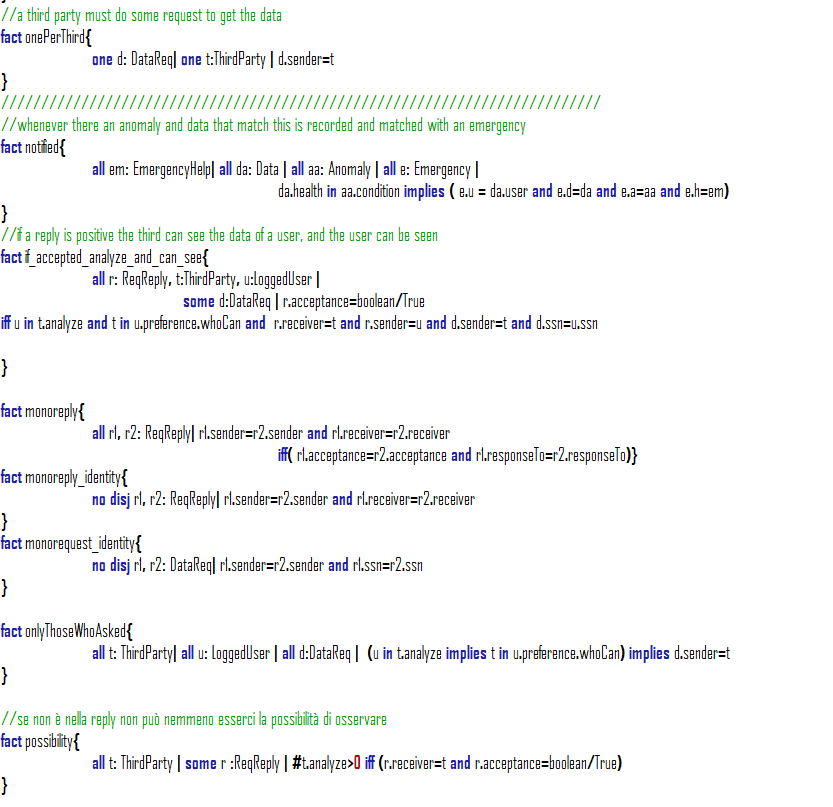 }
//a third party must do some request to get the data
fact onePerThird{
one d: DataReq| one t:ThirdParty | d.sender=t
}
///////////////////////////////////////////////////////////////////////////
//whenever there an anomaly and data that match this is recorded and matched with an emergency
fact notified{
all em: EmergencyHelp| all da: Data | all aa: Anomaly | all e: Emergency |
da.health in aa.condition implies ( e.u = da.user and e.d=da and e.a=aa and e.h=em)
}
//if a reply is positive the third can see the data of a user, and the user can be seen
fact if_accepted_analyze_and_can_see{
all r: ReqReply, t:ThirdParty, u:LoggedUser |
some d:DataReq | r.acceptance=boolean/True
iff u in t.analyze and t in u.preference.whoCan and  r.receiver=t and r.sender=u and d.sender=t and d.ssn=u.ssn
}
fact monoreply{
all r1, r2: ReqReply| r1.sender=r2.sender and r1.receiver=r2.receiver
iff( r1.acceptance=r2.acceptance and r1.responseTo=r2.responseTo)}
fact monoreply_identity{
no disj r1, r2: ReqReply| r1.sender=r2.sender and r1.receiver=r2.receiver
}
fact monorequest_identity{
no disj r1, r2: DataReq| r1.sender=r2.sender and r1.ssn=r2.ssn
}
fact onlyThoseWhoAsked{
all t: ThirdParty| all u: LoggedUser | all d:DataReq |  (u in t.analyze implies t in u.preference.whoCan) implies d.sender=t
}
//se non è nella reply non può nemmeno esserci la possibilità di osservare
fact possibility{
all t: ThirdParty | some r :ReqReply | #t.analyze>0 iff (r.receiver=t and r.acceptance=boolean/True)
}